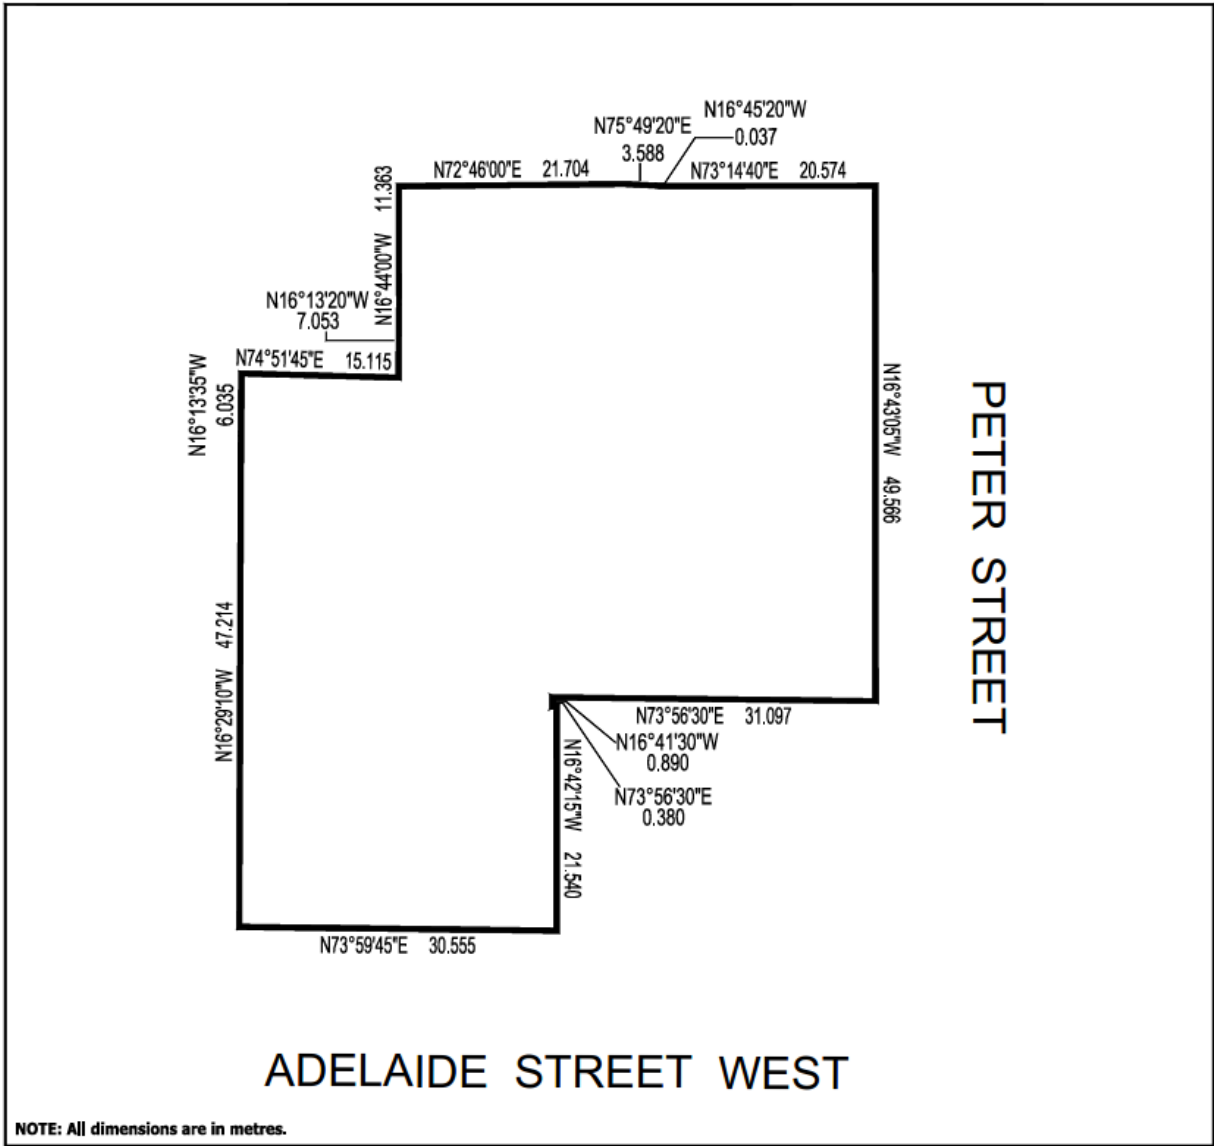 N16°45'20"W
0.037
N75°49'20"E
3.588
N72°46'00"E 21.704
N73°14'40"E 20.574
N16°44'00"W 11.363
N16°13'20"W
7.053
N74°51'45"E 15.115
N16°13'35"W
6.035
N16°43'05"W 49.566
PETER STREET
N16°29'10"W 47.214
N73°56'30"E 31.097
N16°41'30"W
0.890
N73°56'30"E
0.380
N16°42'15"W 21.540
N73°59'45"E 30.555
ADELAIDE STREET WEST
NOTE: All dimensions are in metres.